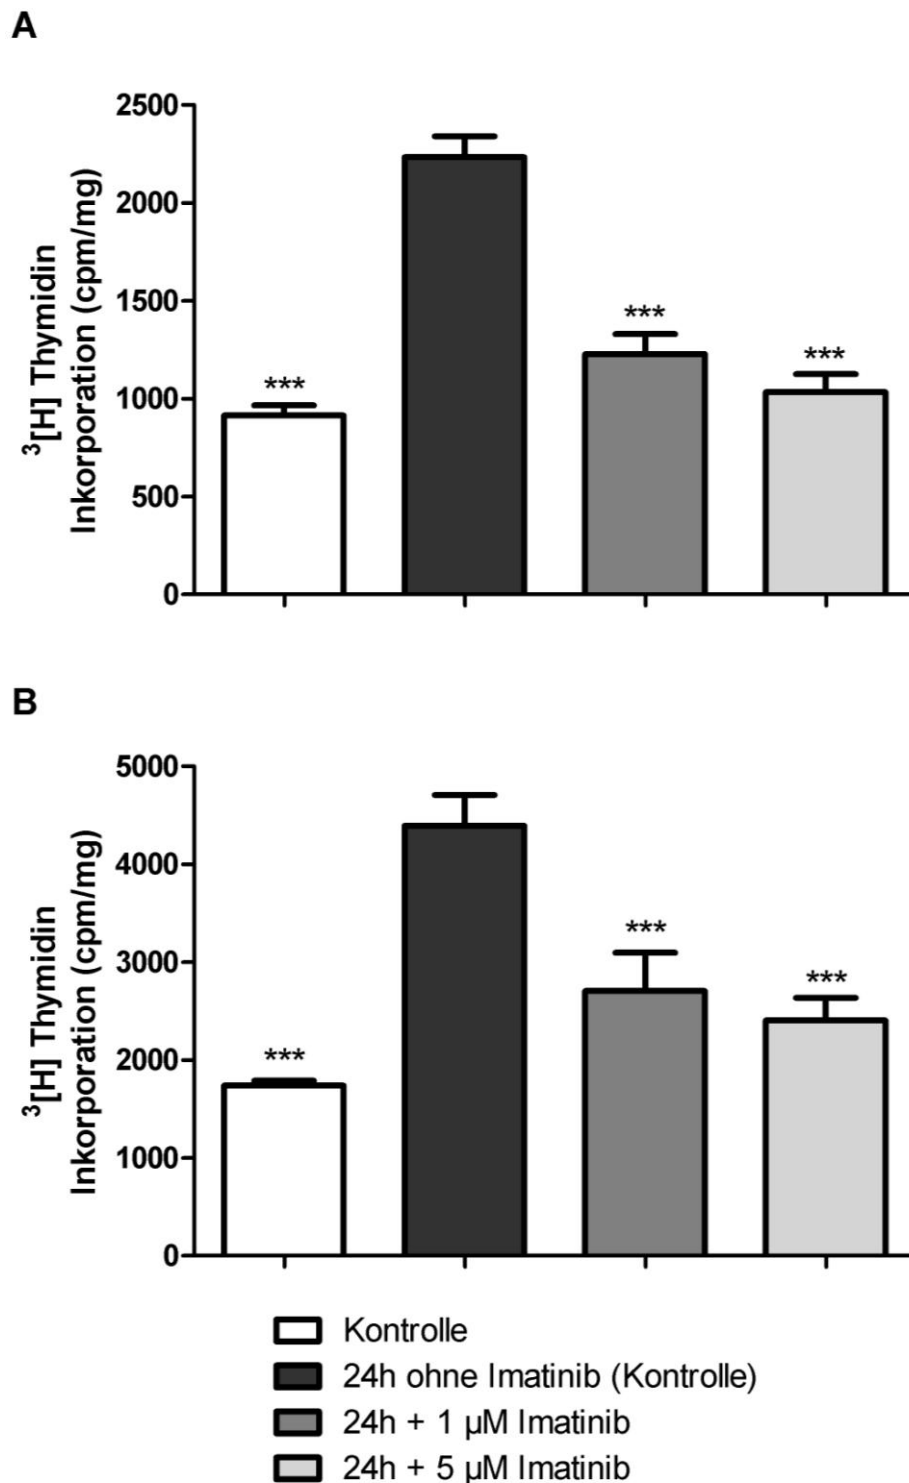 A
2500
2000
1500
1000
500
0
³[H] Thymidin
Inkorporation (cpm/mg)
***
***
***
B
5000
4000
3000
2000
1000
0
³[H] Thymidin
Inkorporation (cpm/mg)
***
***
***
Kontrolle
24h ohne Imatinib (Kontrolle)
24h + 1 µM Imatinib
24h + 5 µM Imatinib